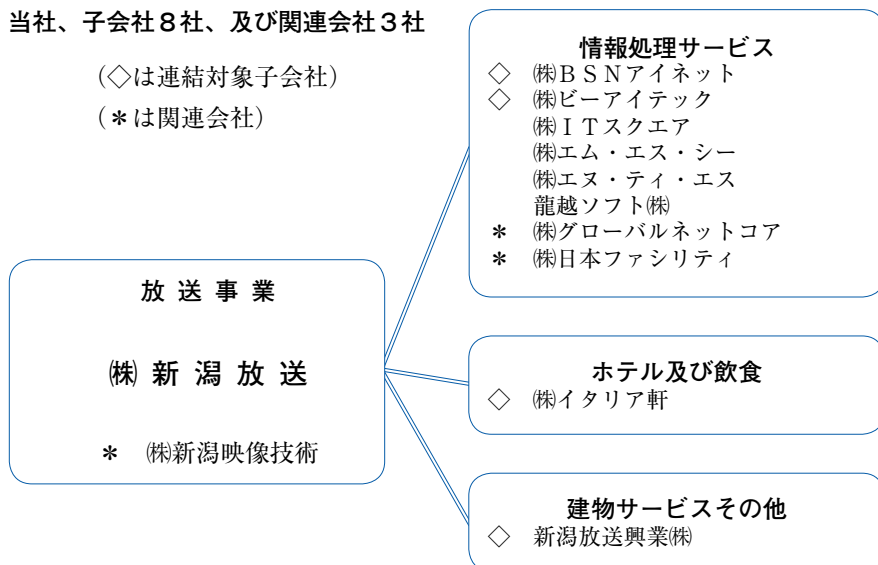 当社、子会社８社、及び関連会社３社
（◇は連結対象子会社）
（＊は関連会社）
放送事業
㈱新潟放送
＊ ㈱新潟映像技術
情報処理サービス
◇ ㈱ＢＳＮアイネット
◇ ㈱ビーアイテック
㈱ＩＴスクエア
㈱エム・エス・シー
㈱エヌ・ティ・エス
龍越ソフト㈱
＊ ㈱グローバルネットコア
＊ ㈱日本ファシリティ
ホテル及び飲食
◇ ㈱イタリア軒
建物サービスその他
◇ 新潟放送興業㈱